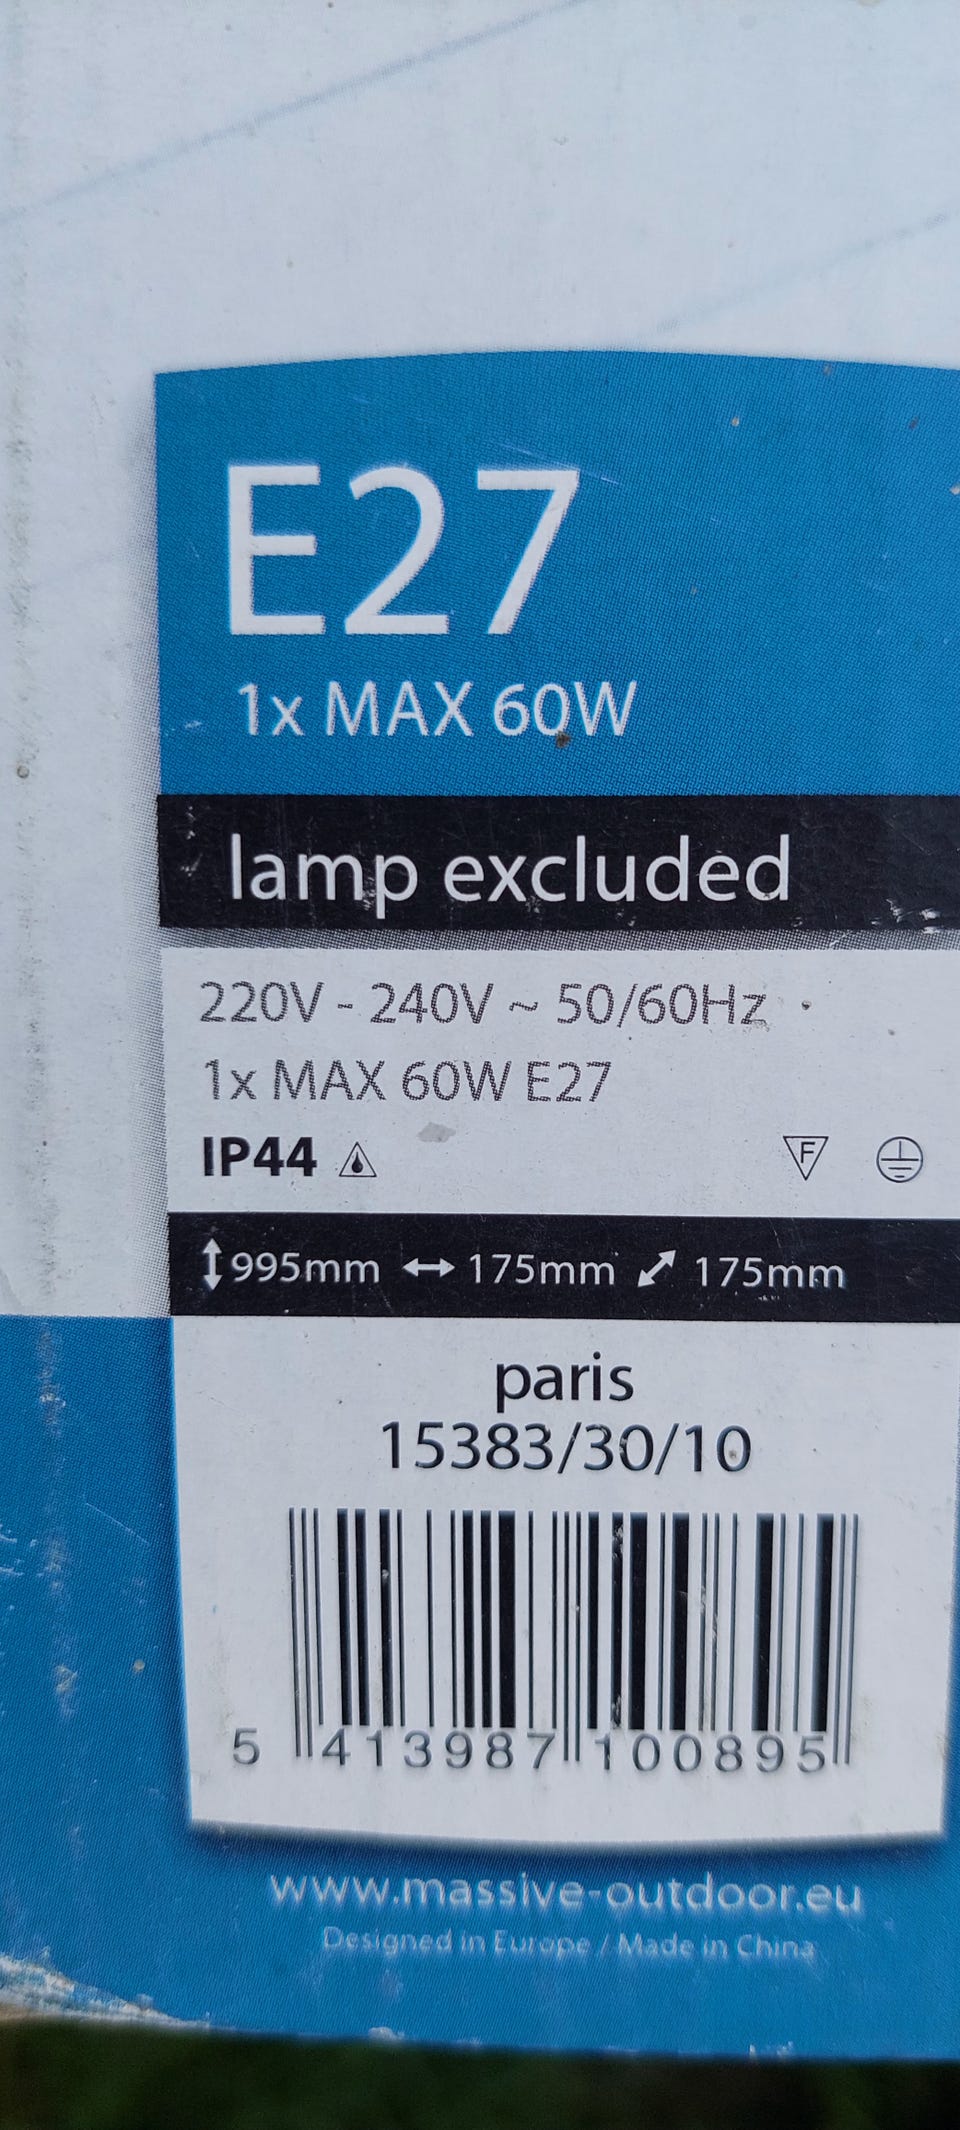 E27
1x MAX 60W
lamp excluded
220V - 240V ~ 50/60Hz
1x MAX 60W E27
IP44
F
995mm 175mm 175mm
paris
15383/30/10
5 413987 100895
www.massive-outdoor.eu
Designed in Europe / Made in China